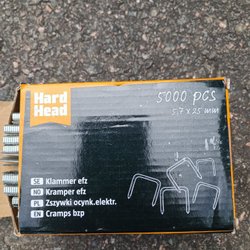 Hard
Head
5000 pcs
5.7 x 25 mm
SE Klammer efz
NO Kramper efz
PL Zszywki ocynk.elektr.
EN Cramps bzp